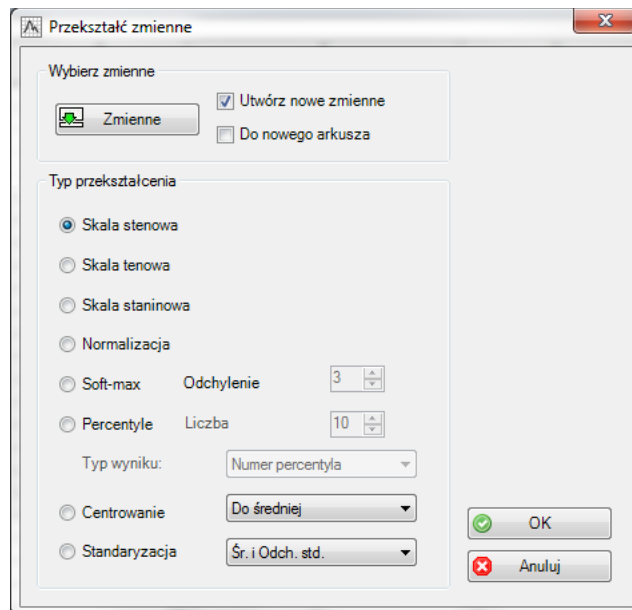 Przekształć zmienne
Wybierz zmienne
Zmienne
Utwórz nowe zmienne
Do nowego arkusza
Typ przekształcenia
Skala stenowa
Skala tenowa
Skala staninowa
Normalizacja
Soft-max Odchylenie 3
Percentyle Liczba 10
Typ wyniku: Numer percentyla
Centrowanie Do średniej
Standaryzacja Śr. i Odch. std.
OK
Anuluj